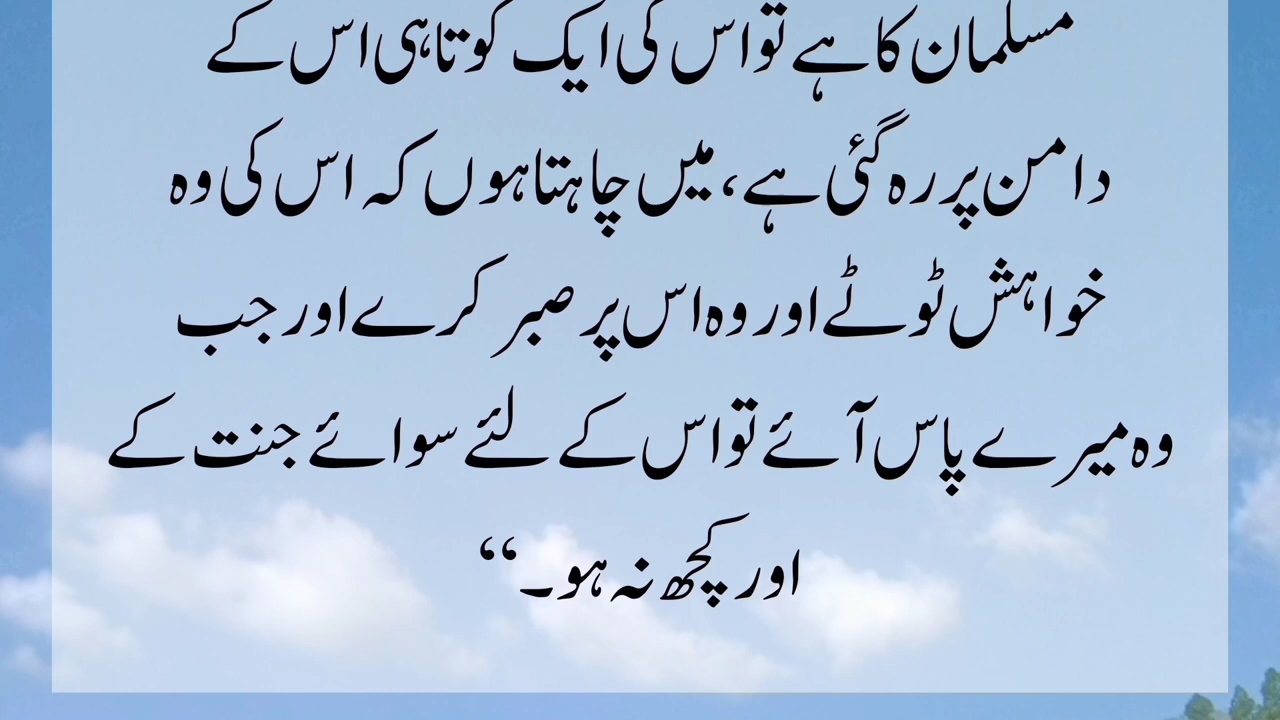 مسلمان کا ہے تو اس کی ایک کوتاہی اس کے
دامن پر رہ گئی ہے، میں چاہتا ہوں کہ اس کی وہ
خواہش ٹوٹے اور وہ اس پر صبر کرے اور جب
وہ میرے پاس آئے تو اس کے لئے سوائے جنت کے
اور کچھ نہ ہو۔‘‘